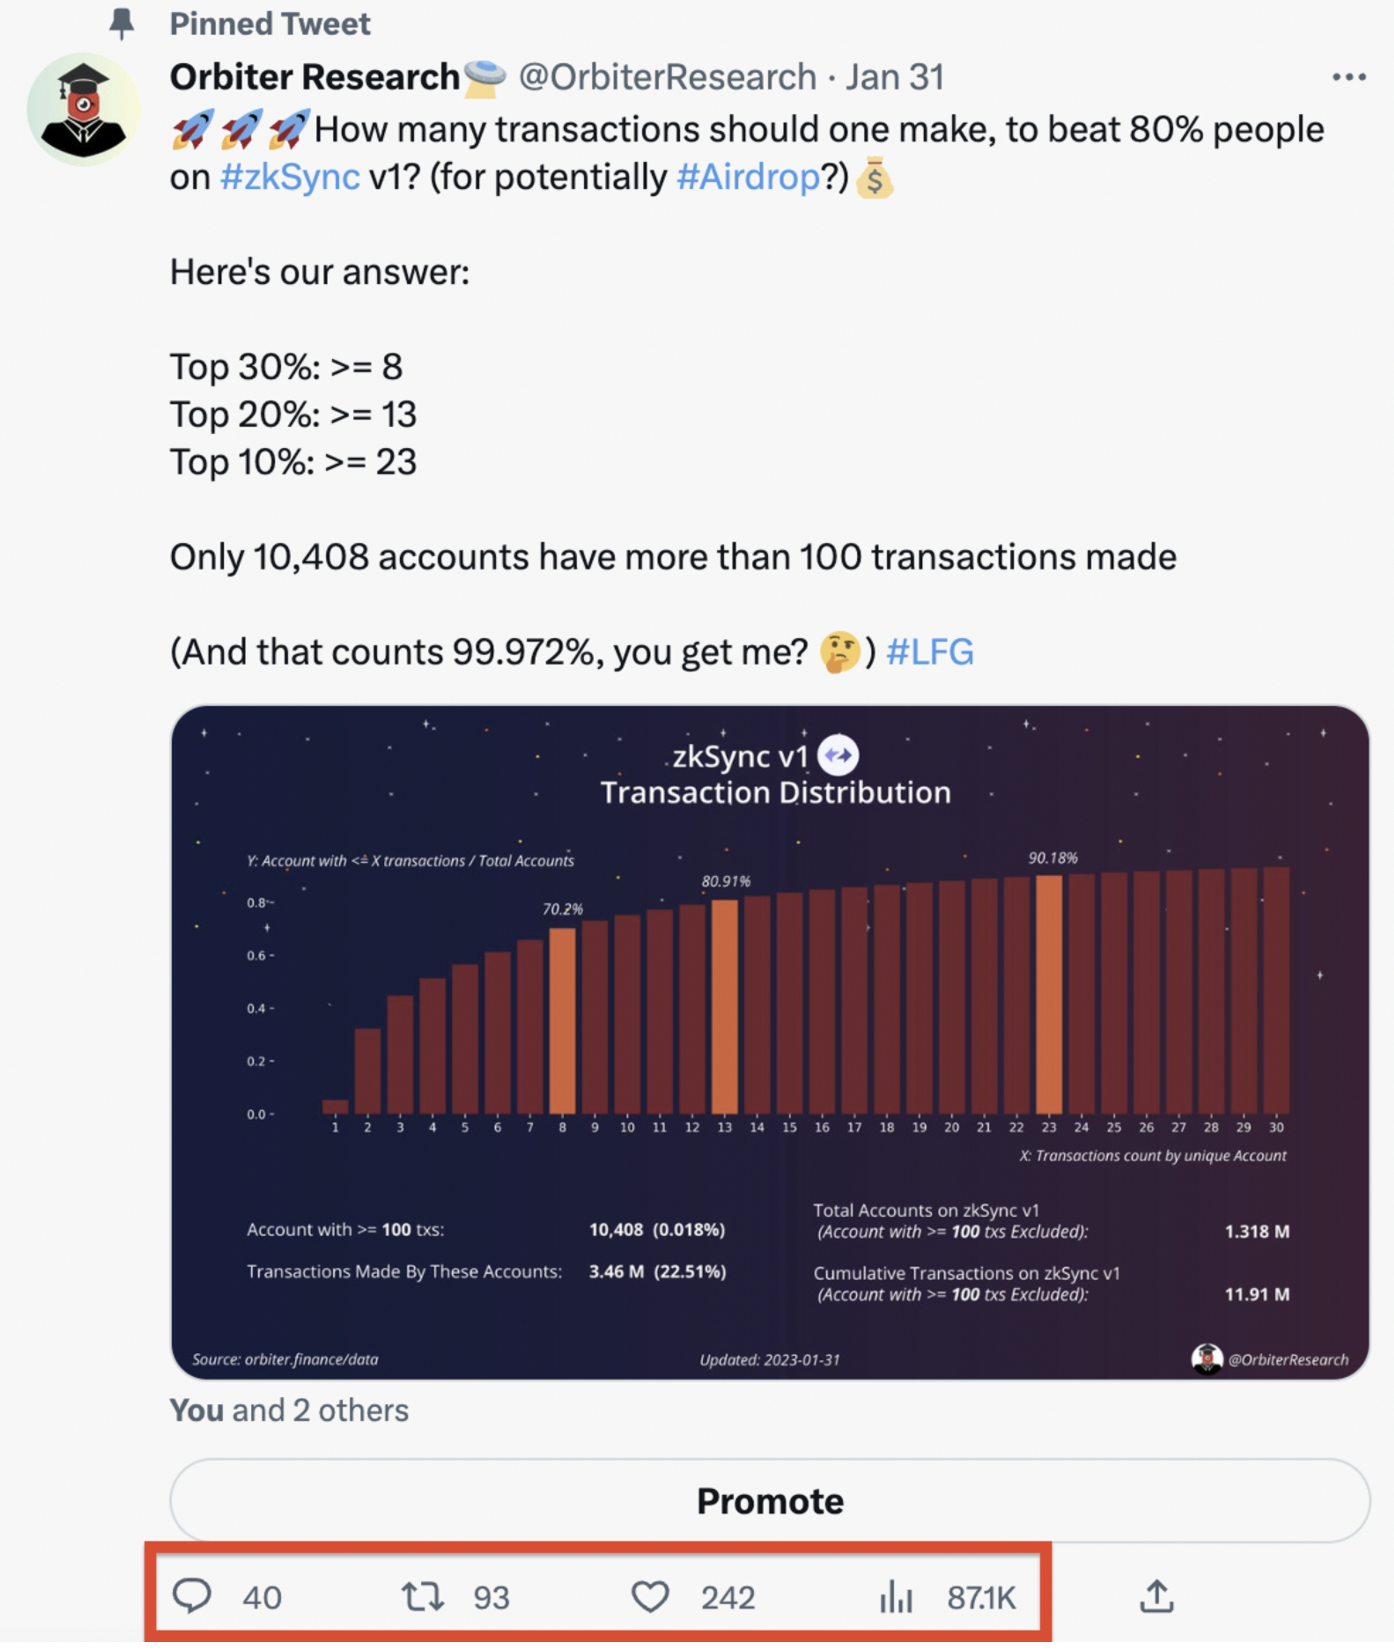 Pinned Tweet
Orbiter Research🛸 @OrbiterResearch · Jan 31
🚀🚀🚀How many transactions should one make, to beat 80% people
on #zkSync v1? (for potentially #Airdrop?)💰
Here's our answer:
Top 30%: >= 8
Top 20%: >= 13
Top 10%: >= 23
Only 10,408 accounts have more than 100 transactions made
(And that counts 99.972%, you get me? 🤔) #LFG
zkSync v1
Transaction Distribution
Y: Account with <= X transactions / Total Accounts
70.2%
80.91%
90.18%
0.8
0.6
0.4
0.2
0.0
1 2 3 4 5 6 7 8 9 10 11 12 13 14 15 16 17 18 19 20 21 22 23 24 25 26 27 28 29 30
X: Transactions count by unique Account
Account with >= 100 txs: 10,408 (0.018%)
Transactions Made By These Accounts: 3.46 M (22.51%)
Total Accounts on zkSync v1
(Account with >= 100 txs Excluded): 1.318 M
Cumulative Transactions on zkSync v1
(Account with >= 100 txs Excluded): 11.91 M
Source: orbiter.finance/data Updated: 2023-01-31 @OrbiterResearch
You and 2 others
Promote
40 93 242 87.1K